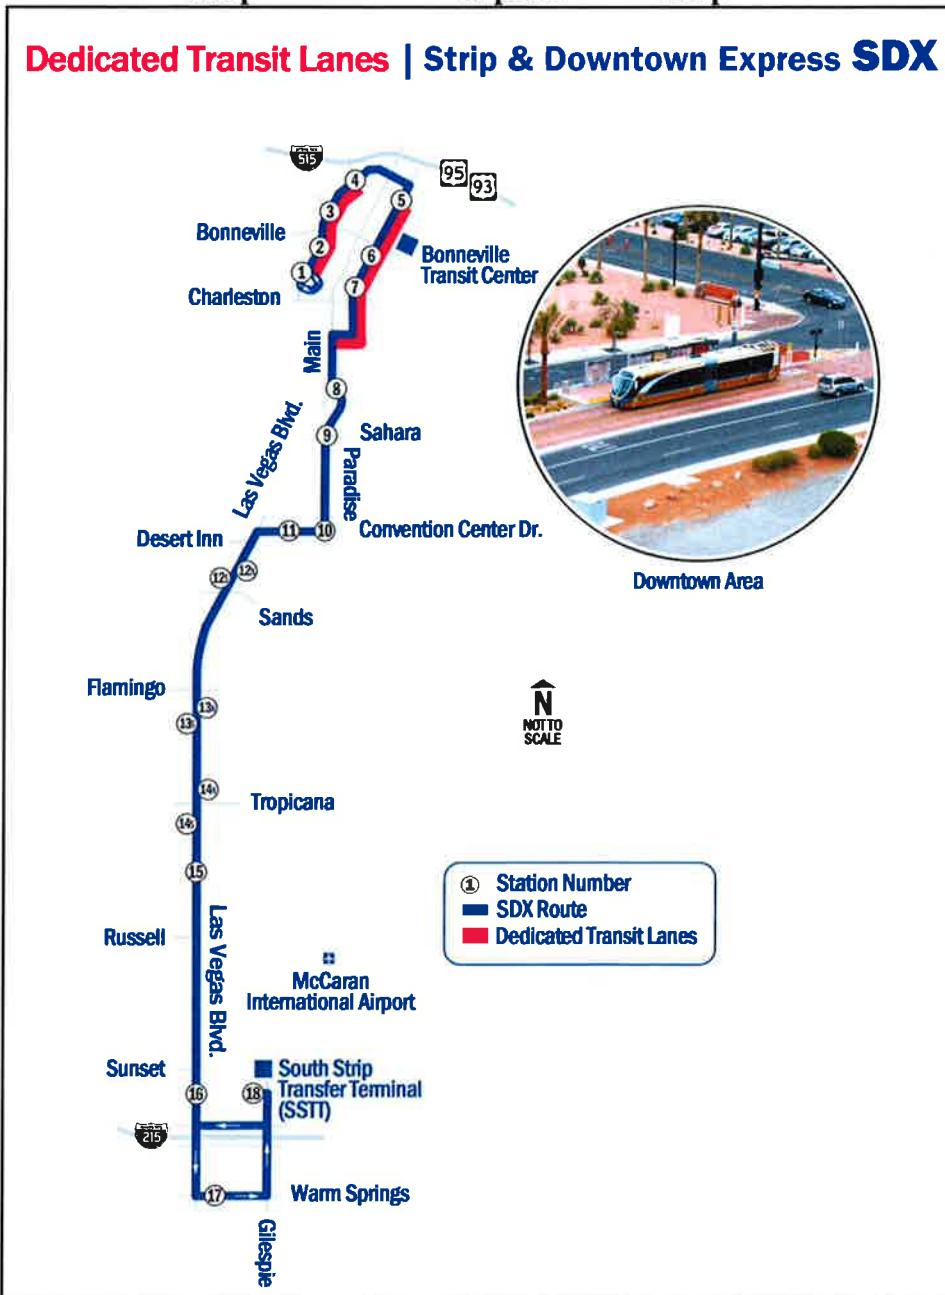 Dedicated Transit Lanes | Strip & Downtown Express SDX
515
95
93
4
5
3
Bonneville
2
6
Bonneville
Transit Center
1
7
Charleston
Main
8
Las Vegas Blvd.
9
Sahara
Paradise
Desert Inn
11
10
Convention Center Dr.
12
12
Downtown Area
Sands
Flamingo
13
13
N
NOT TO
SCALE
14
Tropicana
14
15
1 Station Number
SDX Route
Dedicated Transit Lanes
Russell
Las Vegas Blvd.
McCaran
International Airport
Sunset
South Strip
Transfer Terminal
(SSTT)
16
18
215
17
Warm Springs
Gilespie